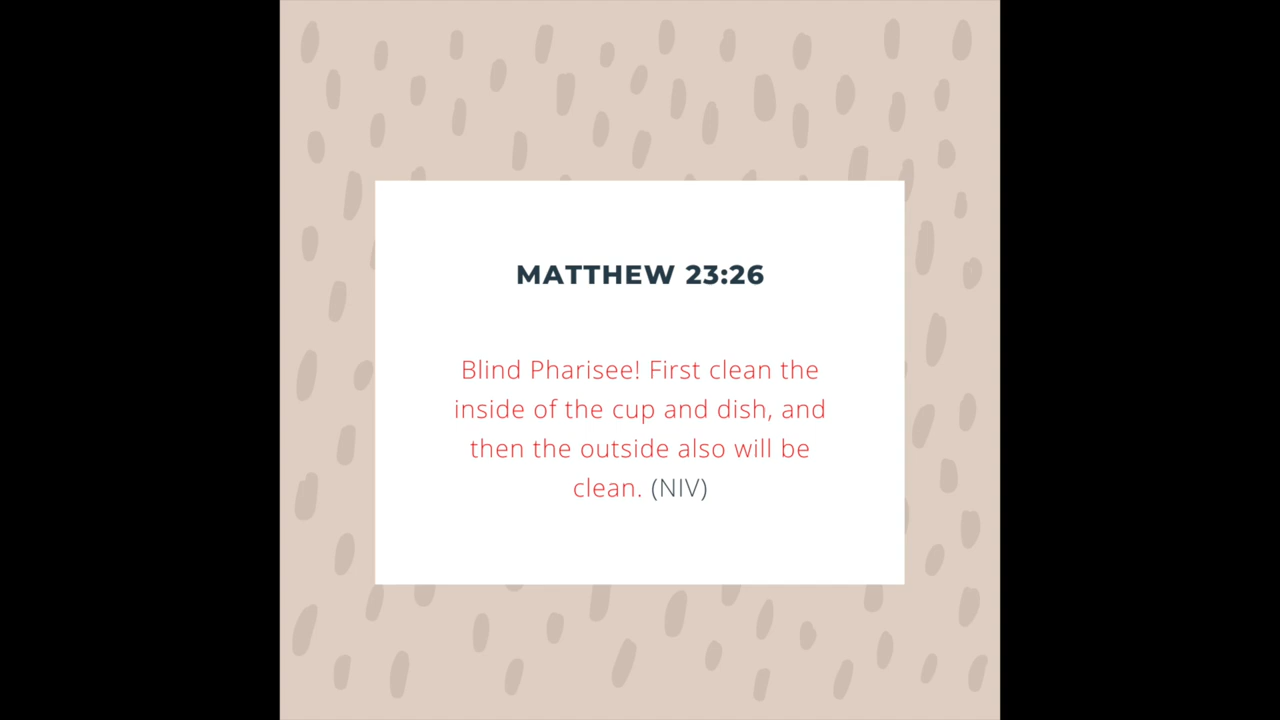 MATTHEW 23:26
Blind Pharisee! First clean the
inside of the cup and dish, and
then the outside also will be
clean. (NIV)